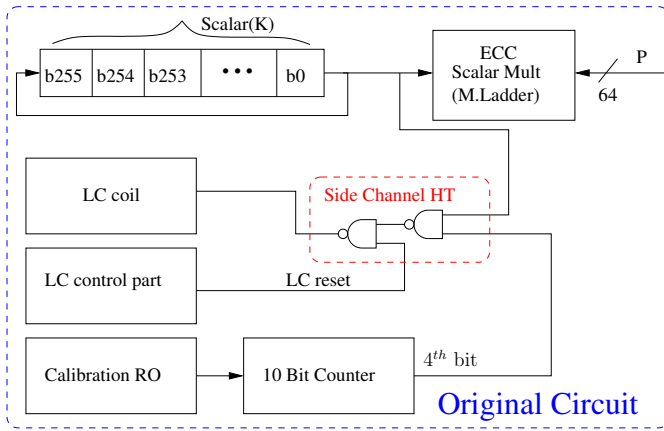 Scalar(K)
b255 b254 b253 ••• b0
ECC
Scalar Mult
(M.Ladder)
P
64
Side Channel HT
LC coil
LC control part
LC reset
Calibration RO
10 Bit Counter
4th bit
Original Circuit